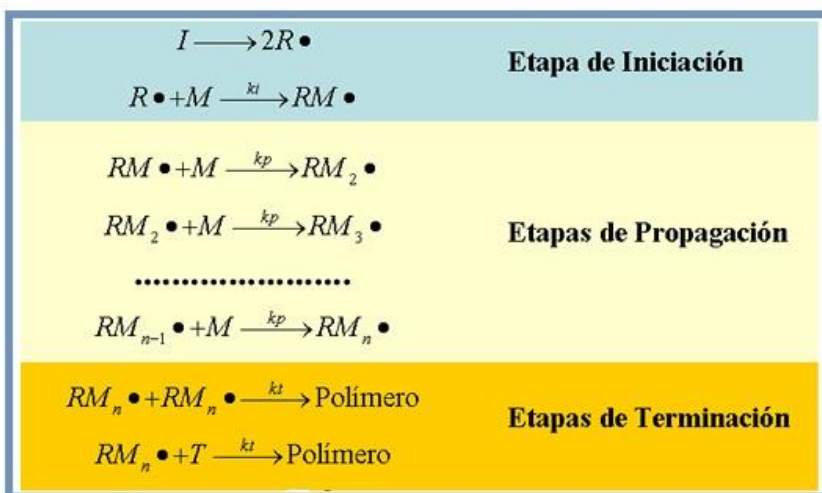 I ⟶ 2R●
Etapa de Iniciación
R● +M —ki→ RM●
RM● +M —kp→ RM₂●
RM₂● +M —kp→ RM₃●
Etapas de Propagación
.......................
RMₙ₋₁● +M —kp→ RMₙ●
RMₙ● +RMₙ● —kt→ Polímero
Etapas de Terminación
RMₙ● +T —kt→ Polímero